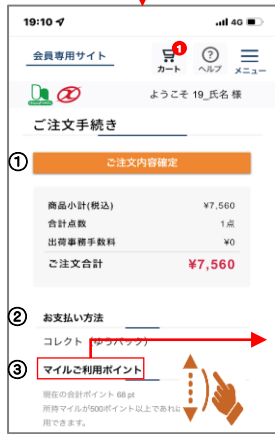 19:10 4G
会員専用サイト 1 カート ヘルプ メニュー
ようこそ 19_氏名 様
ご注文手続き
① ご注文内容確定
商品小計(税込) ¥7,560
合計点数 1点
出荷事務手数料 ¥0
ご注文合計 ¥7,560
② お支払い方法
コレクト (ゆうパック)
③ マイルご利用ポイント
現在の合計ポイント 68 pt
所持マイルが500ポイント以上であれ
用できます。